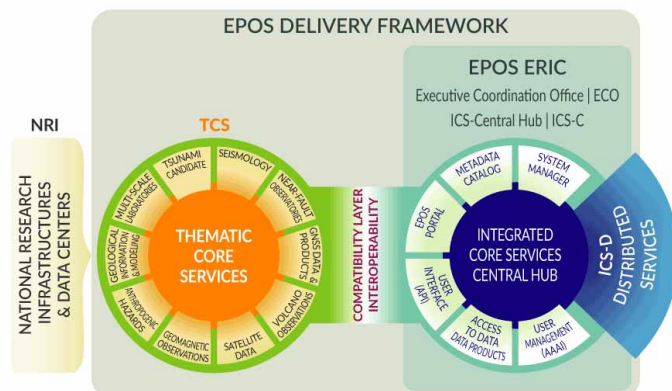 EPOS DELIVERY FRAMEWORK
EPOS ERIC
Executive Coordination Office | ECO
ICS-Central Hub | ICS-C
NRI
NATIONAL RESEARCH
INFRASTRUCTURES
& DATA CENTERS
TCS
TSUNAMI
CANDIDATE
SEISMOLOGY
NEAR-FAULT
OBSERVATORIES
GNSS DATA &
PRODUCTS
VOLCANO
OBSERVATIONS
SATELLITE
DATA
GEOMAGNETIC
OBSERVATIONS
ANTHROPOGENIC
HAZARDS
GEOLOGICAL
INFORMATION
& MODELING
MULTI-SCALE
LABORATORIES
THEMATIC
CORE
SERVICES
COMPATIBILITY LAYER
INTEROPERABILITY
METADATA
CATALOG
SYSTEM
MANAGER
EPOS
PORTAL
USER
INTERFACE
(API)
ACCESS
TO DATA
DATA PRODUCTS
USER
MANAGEMENT
(AAAI)
INTEGRATED
CORE SERVICES
CENTRAL HUB
ICS-D
DISTRIBUTED
SERVICES